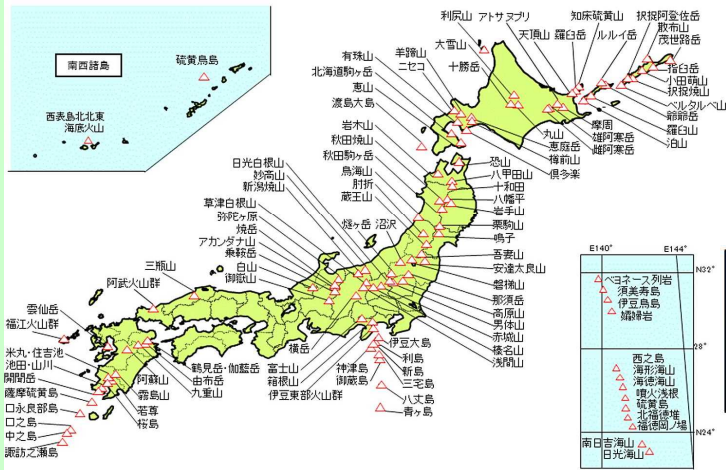 南西諸島
硫黄鳥島
西表島北北東
海底火山
利尻山
アトサヌプリ
知床硫黄山
択捉阿登佐岳
天頂山
羅臼岳
ルルイ岳
散布山
茂世路岳
大雪山
十勝岳
羊蹄山
ニセコ
有珠山
北海道駒ヶ岳
恵山
渡島大島
指臼岳
小田萌山
択捉焼山
ベルタルベ山
爺爺岳
羅臼山
泊山
摩周
雄阿寒岳
雌阿寒岳
丸山
恵庭岳
樽前山
倶多楽
岩木山
秋田焼山
秋田駒ヶ岳
鳥海山
肘折
蔵王山
恐山
八甲田山
十和田
八幡平
岩手山
栗駒山
鳴子
吾妻山
安達太良山
磐梯山
那須岳
高原山
男体山
赤城山
榛名山
浅間山
日光白根山
妙高山
新潟焼山
草津白根山
弥陀ヶ原
焼岳
アカンダナ山
乗鞍岳
白山
御嶽山
燧ヶ岳
沼沢
三瓶山
阿武火山群
雲仙岳
福江火山群
米丸・住吉池
池田・山川
開聞岳
薩摩硫黄島
口永良部島
口之島
中之島
諏訪之瀬島
鶴見岳・伽藍岳
由布岳
九重山
阿蘇山
霧島山
若尊
桜島
横岳
富士山
箱根山
伊豆東部火山群
伊豆大島
利島
新島
神津島
三宅島
御蔵島
八丈島
青ヶ島
E140°
E144°
N32°
ベヨネース列岩
須美寿島
伊豆鳥島
孀婦岩
28°
西之島
海形海山
海徳海山
噴火浅根
硫黄島
北福徳堆
福徳岡ノ場
N24°
南日吉海山
日光海山